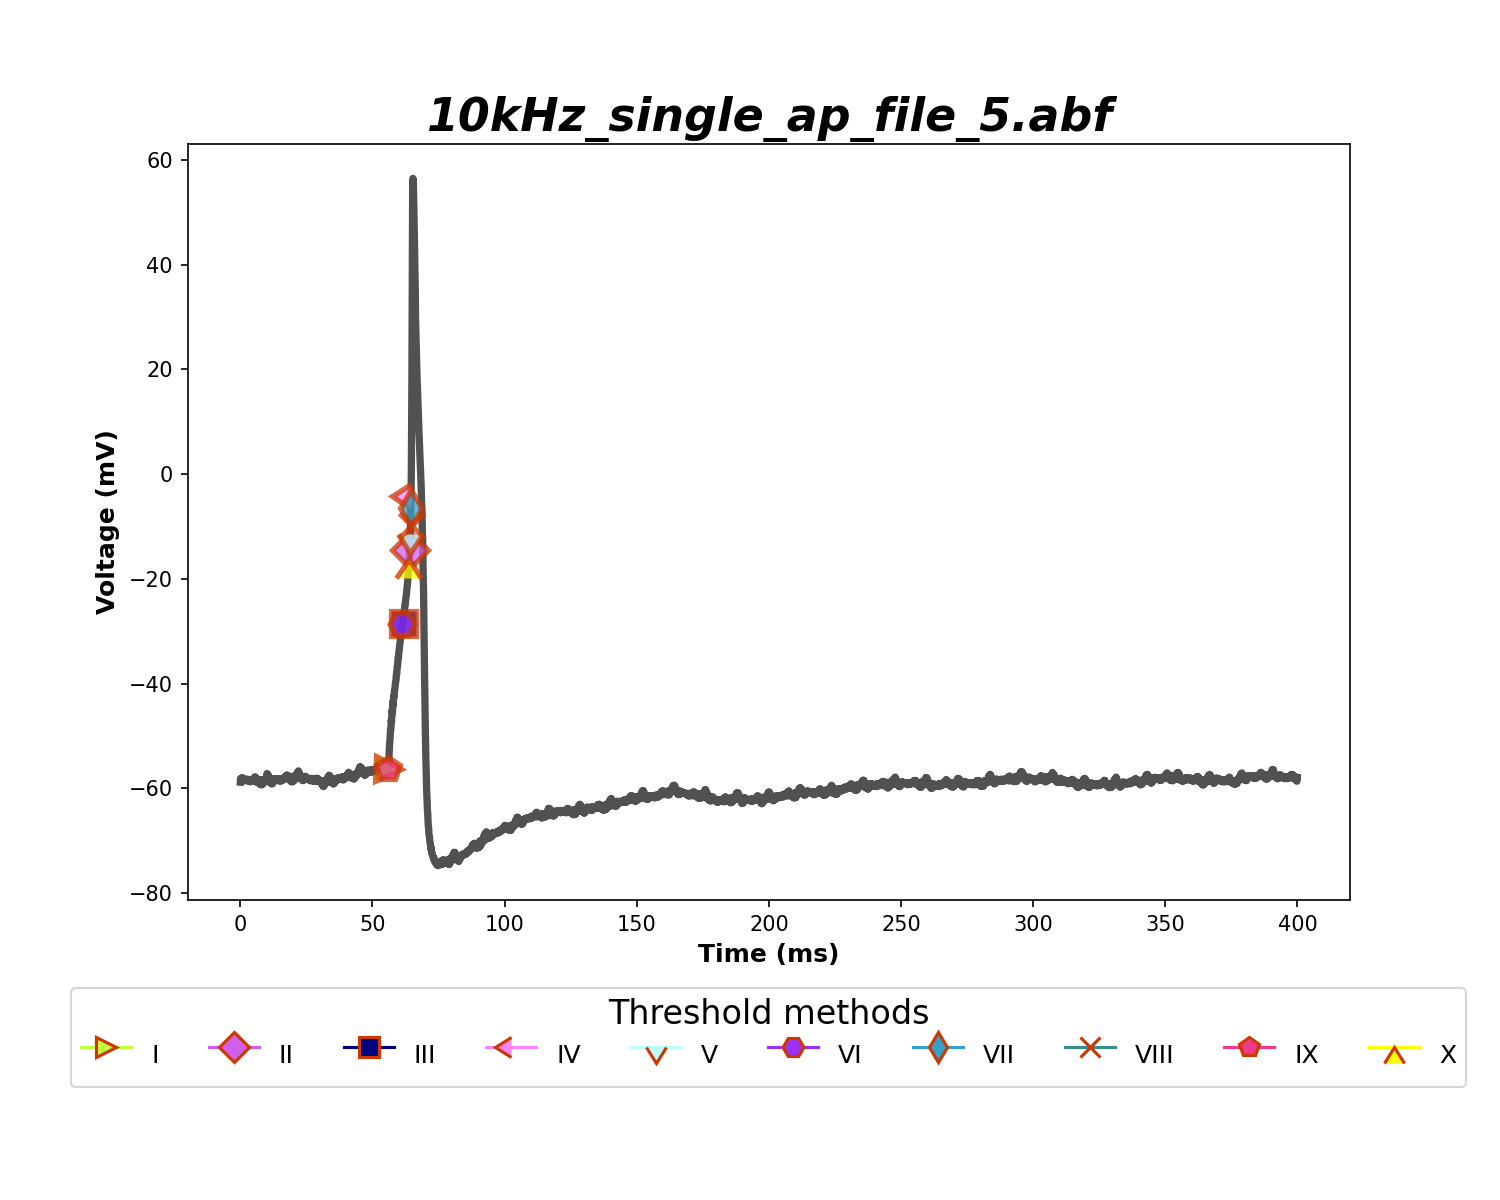 10kHz_single_ap_file_5.abf
60
40
20
0
−20
−40
−60
−80
Voltage (mV)
0 50 100 150 200 250 300 350 400
Time (ms)
Threshold methods
I II III IV V VI VII VIII IX X